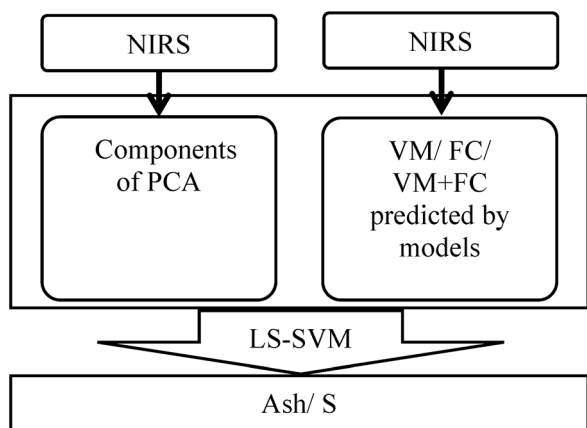 NIRS
NIRS
Components
of PCA
VM/ FC/
VM+FC
predicted by
models
LS-SVM
Ash/ S